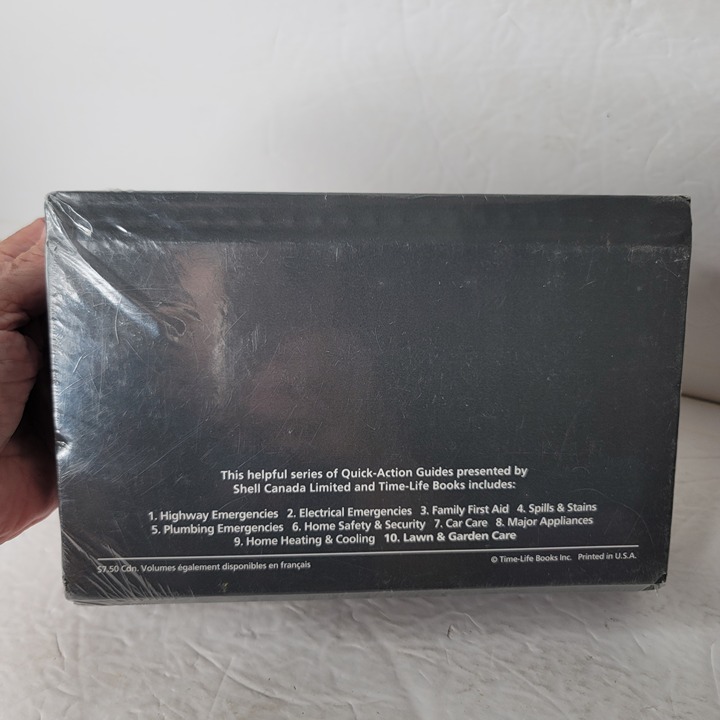 This helpful series of Quick-Action Guides presented by
Shell Canada Limited and Time-Life Books includes:
1. Highway Emergencies 2. Electrical Emergencies 3. Family First Aid 4. Spills & Stains
5. Plumbing Emergencies 6. Home Safety & Security 7. Car Care 8. Major Appliances
9. Home Heating & Cooling 10. Lawn & Garden Care
$7.50 Cdn. Volumes également disponibles en français © Time-Life Books Inc. Printed in U.S.A.